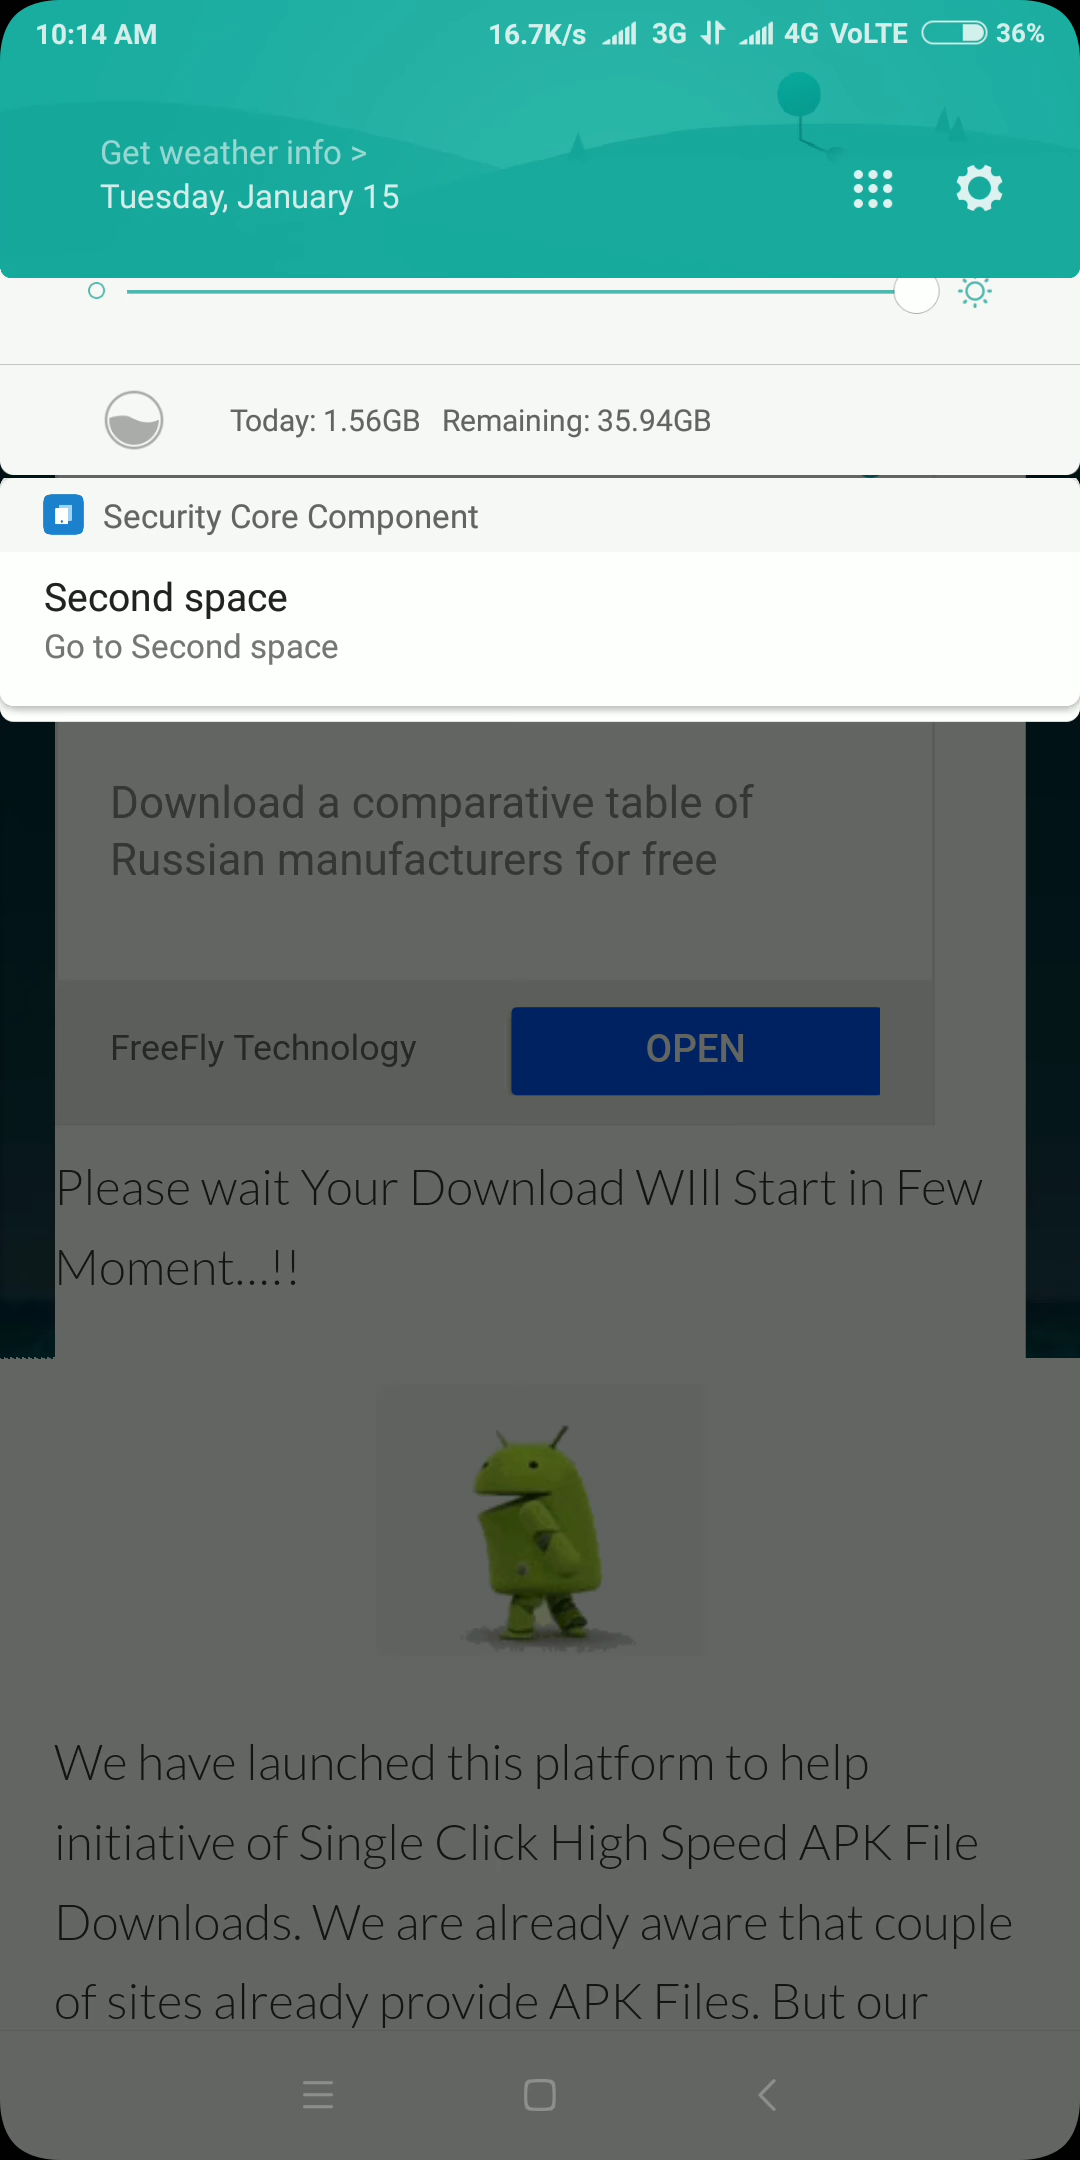 10:14 AM
16.7K/s 3G 4G VoLTE 36%
Get weather info >
Tuesday, January 15
Today: 1.56GB Remaining: 35.94GB
Security Core Component
Second space
Go to Second space
Download a comparative table of
Russian manufacturers for free
FreeFly Technology
OPEN
Please wait Your Download WIll Start in Few
Moment...!!
We have launched this platform to help
initiative of Single Click High Speed APK File
Downloads. We are already aware that couple
of sites already provide APK Files. But our